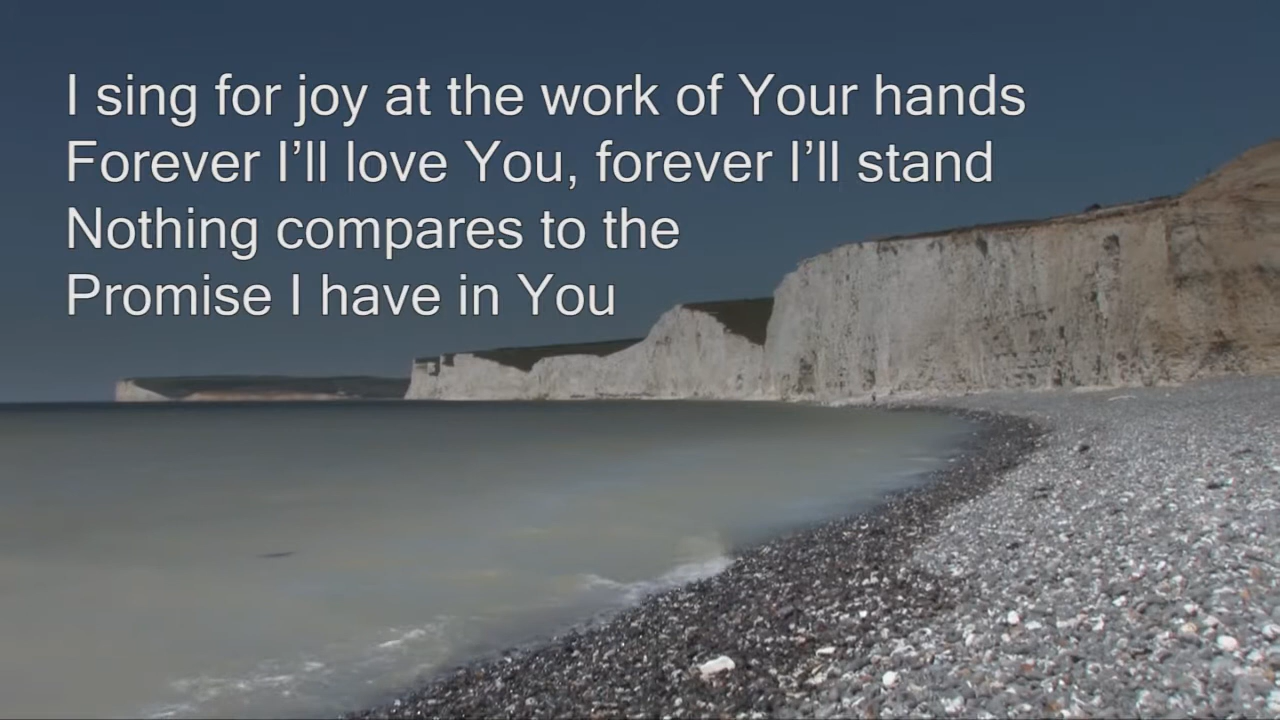 I sing for joy at the work of Your hands
Forever I’ll love You, forever I’ll stand
Nothing compares to the
Promise I have in You